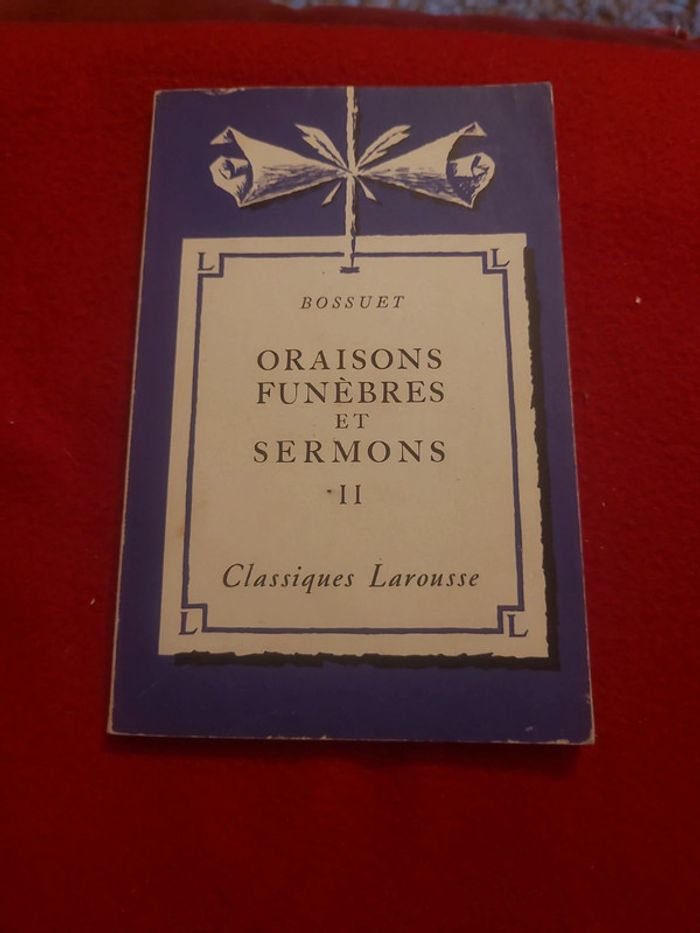 L L
BOSSUET
ORAISONS
FUNÈBRES
ET
SERMONS
II
Classiques Larousse
L L